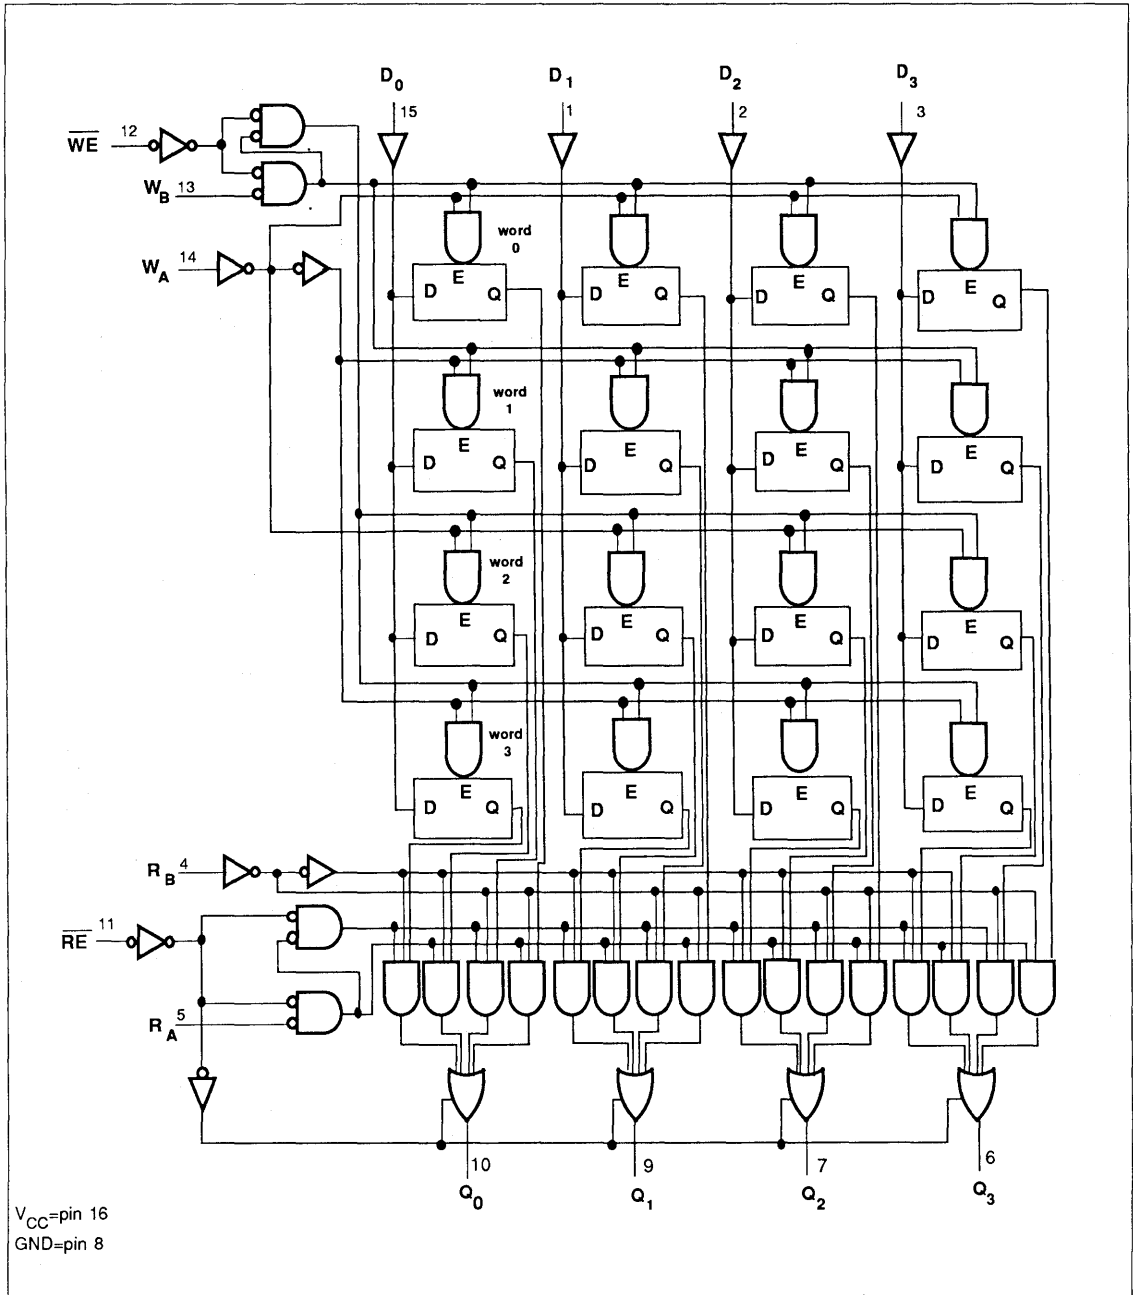 D0 D1 D2 D3
15 1 2 3
WE 12
WB 13
WA 14
word 0
E E E E
D Q D Q D Q D Q
word 1
E E E E
D Q D Q D Q D Q
word 2
E E E E
D Q D Q D Q D Q
word 3
E E E E
D Q D Q D Q D Q
RB 4
RE 11
RA 5
10 9 7 6
Q0 Q1 Q2 Q3
VCC=pin 16
GND=pin 8